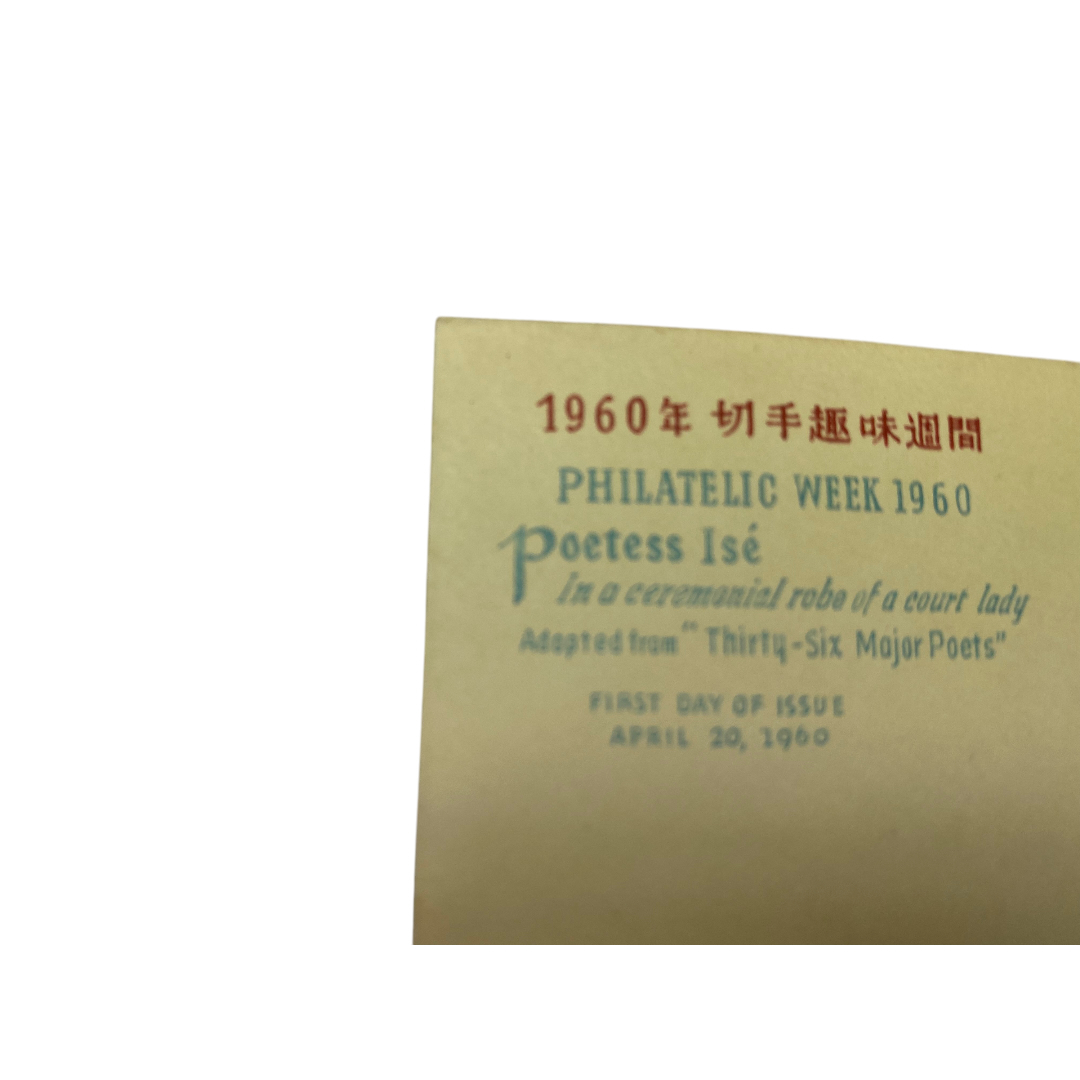 1960年 切手趣味週間
PHILATELIC WEEK 1960
Poetess Isé
In a ceremonial robe of a court lady
Adapted from "Thirty-Six Major Poets"
FIRST DAY OF ISSUE
APRIL 20, 1960